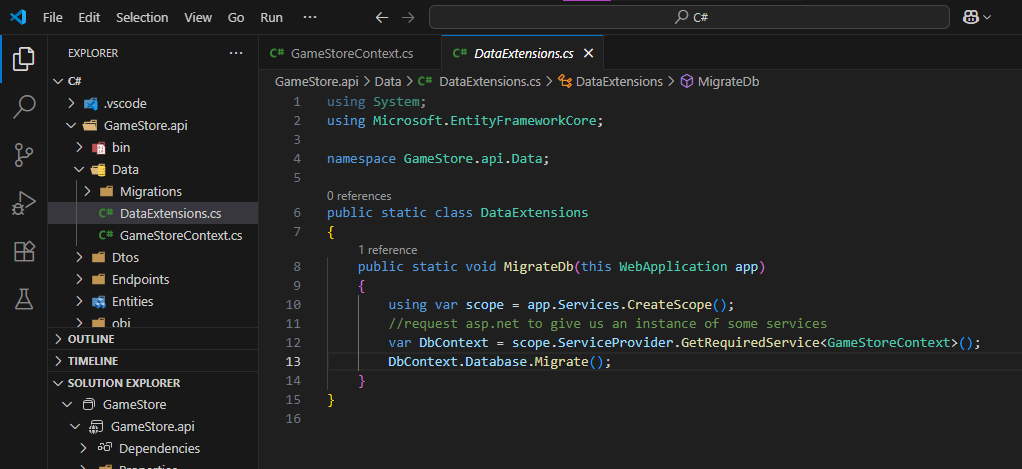 File Edit Selection View Go Run ··· C#
EXPLORER ···
C#
.vscode
GameStore.api
bin
Data
Migrations
C# DataExtensions.cs
C# GameStoreContext.cs
Dtos
Endpoints
Entities
obj
OUTLINE
TIMELINE
SOLUTION EXPLORER
GameStore
GameStore.api
Dependencies
Properties
C# GameStoreContext.cs C# DataExtensions.cs
GameStore.api > Data > C# DataExtensions.cs > DataExtensions > MigrateDb
1 using System;
2 using Microsoft.EntityFrameworkCore;
3
4 namespace GameStore.api.Data;
5
0 references
6 public static class DataExtensions
7 {
1 reference
8 public static void MigrateDb(this WebApplication app)
9 {
10 using var scope = app.Services.CreateScope();
11 //request asp.net to give us an instance of some services
12 var DbContext = scope.ServiceProvider.GetRequiredService<GameStoreContext>();
13 DbContext.Database.Migrate();
14 }
15 }
16